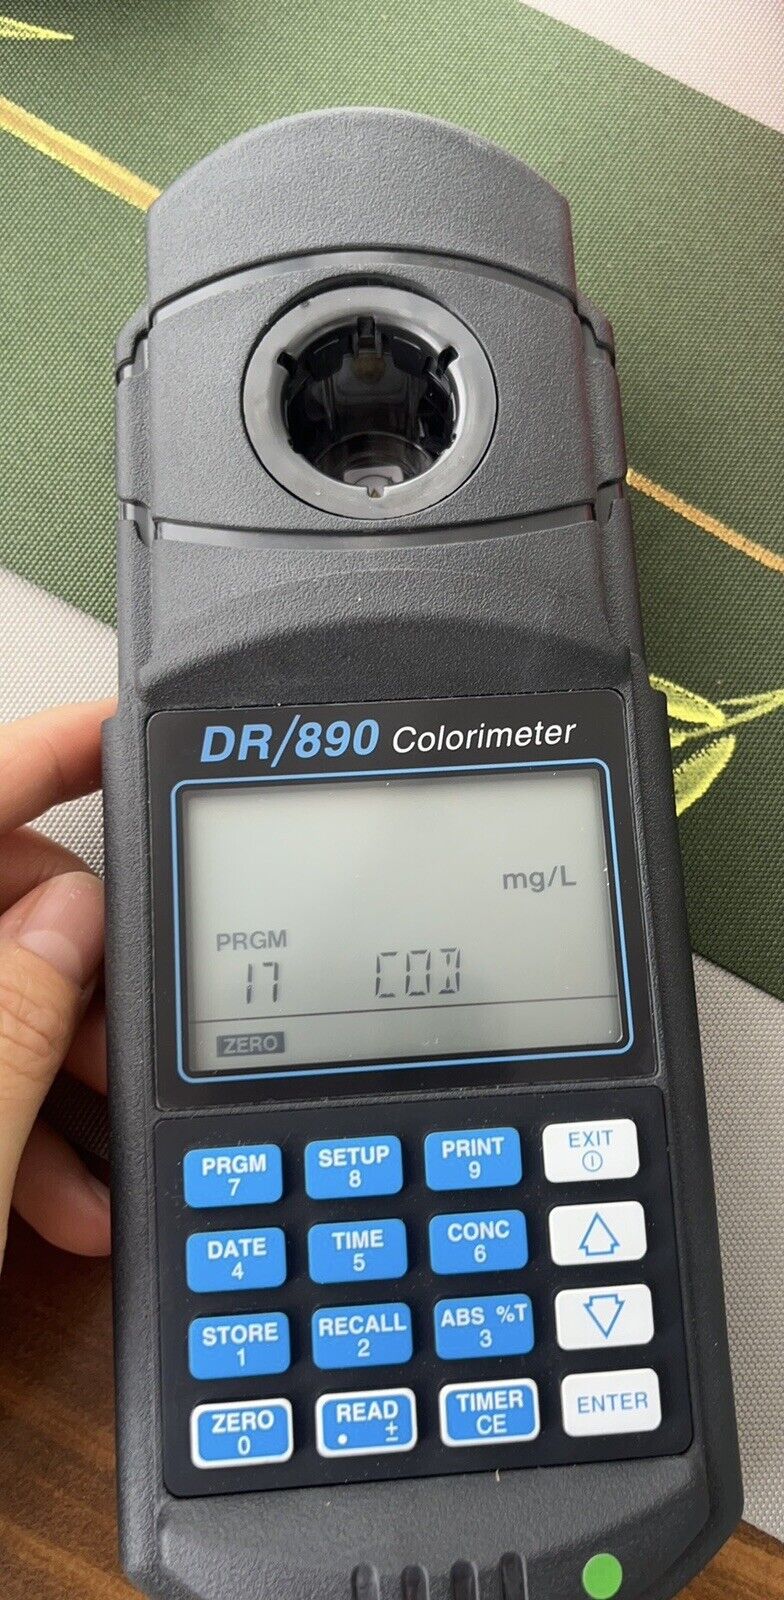 DR/890 Colorimeter
mg/L
PRGM
17 COD
ZERO
PRGM SETUP PRINT EXIT
7 8 9
DATE TIME CONC
4 5 6
STORE RECALL ABS %T
1 2 3
ZERO READ TIMER ENTER
0 . ± CE